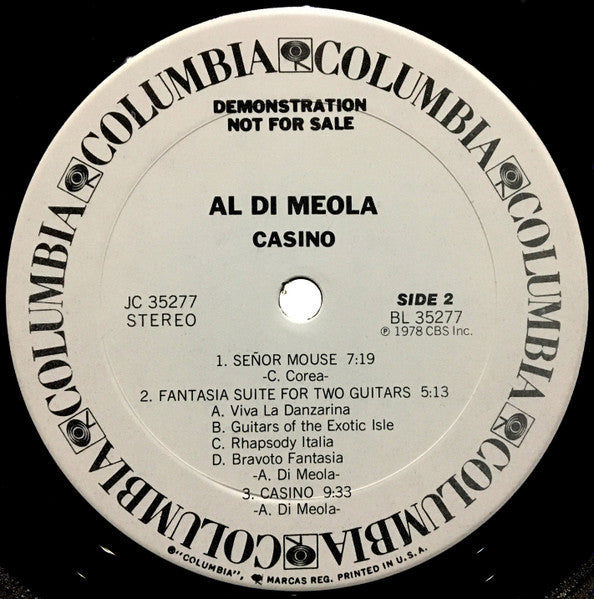 COLUMBIA COLUMBIA COLUMBIA COLUMBIA COLUMBIA COLUMBIA
DEMONSTRATION
NOT FOR SALE
AL DI MEOLA
CASINO
JC 35277
STEREO
SIDE 2
BL 35277
℗ 1978 CBS Inc.
1. SEÑOR MOUSE 7:19
-C. Corea-
2. FANTASIA SUITE FOR TWO GUITARS 5:13
A. Viva La Danzarina
B. Guitars of the Exotic Isle
C. Rhapsody Italia
D. Bravoto Fantasia
-A. Di Meola-
3. CASINO 9:33
-A. Di Meola-
®"COLUMBIA", MARCAS REG. PRINTED IN U.S.A.